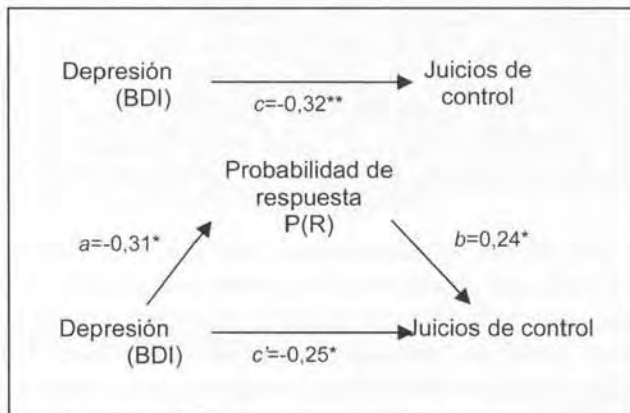 Depresión
(BDI)
Juicios de
control
c=-0,32**
Probabilidad de
respuesta
P(R)
a=-0,31*
b=0,24*
Depresión
(BDI)
Juicios de control
c'=-0,25*